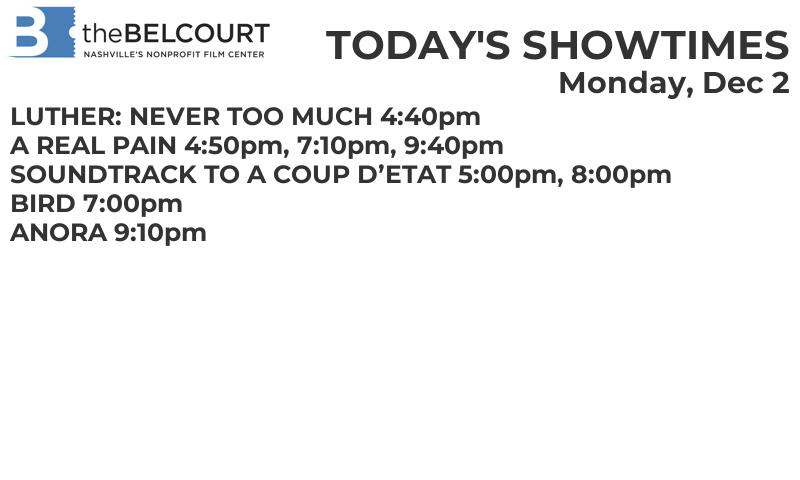 B theBELCOURT
NASHVILLE'S NONPROFIT FILM CENTER
TODAY'S SHOWTIMES
Monday, Dec 2
LUTHER: NEVER TOO MUCH 4:40pm
A REAL PAIN 4:50pm, 7:10pm, 9:40pm
SOUNDTRACK TO A COUP D’ETAT 5:00pm, 8:00pm
BIRD 7:00pm
ANORA 9:10pm